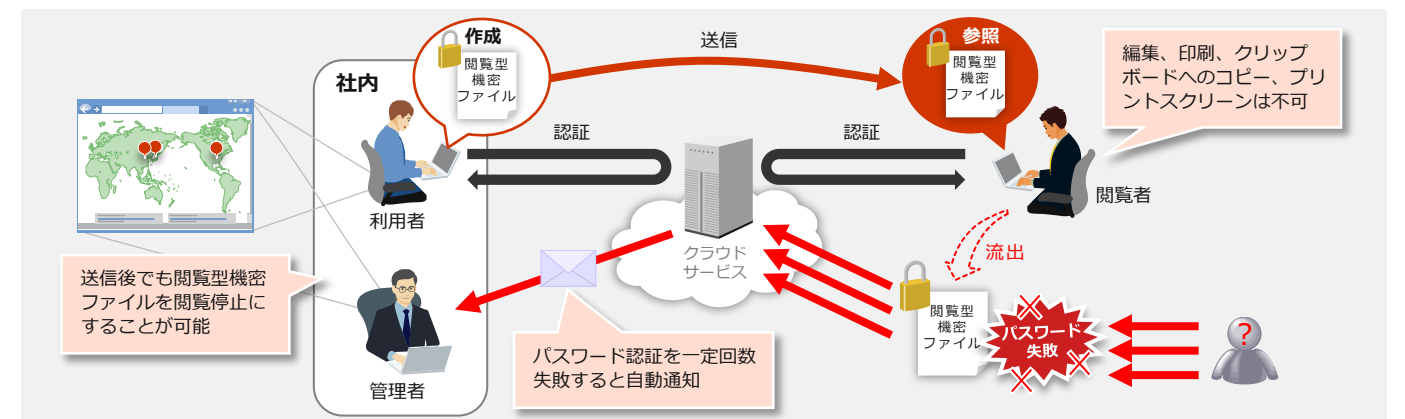 作成
閲覧型
機密
ファイル
送信
参照
閲覧型
機密
ファイル
編集、印刷、クリップ
ボードへのコピー、プリ
ントスクリーンは不可
社内
認証
認証
利用者
閲覧者
クラウド
サービス
流出
送信後でも閲覧型機密
ファイルを閲覧停止に
することが可能
管理者
パスワード認証を一定回数
失敗すると自動通知
閲覧型
機密
ファイル
パスワード
失敗
?